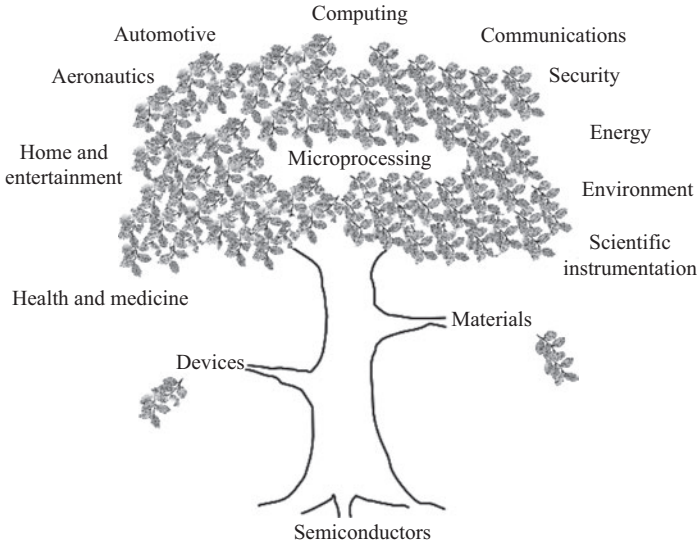 Computing
Automotive
Communications
Aeronautics
Security
Energy
Home and
entertainment
Microprocessing
Environment
Scientific
instrumentation
Health and medicine
Materials
Devices
Semiconductors